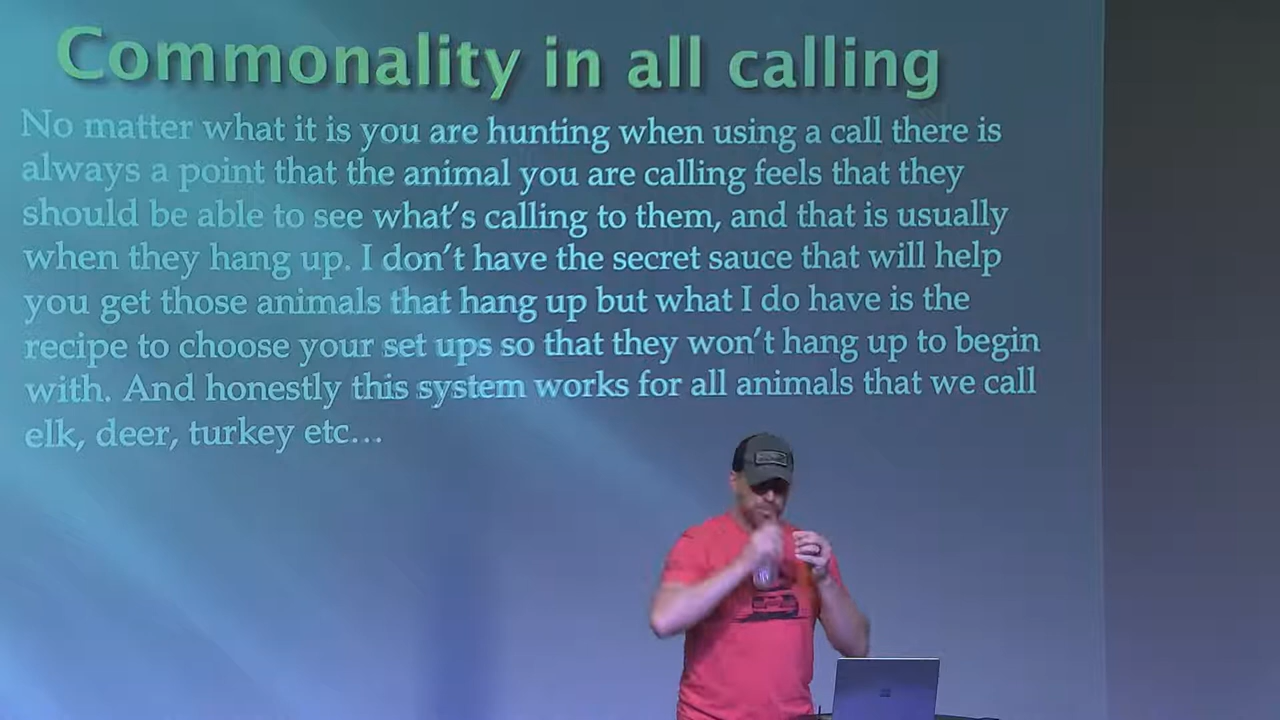 Commonality in all calling
No matter what it is you are hunting when using a call there is
always a point that the animal you are calling feels that they
should be able to see what's calling to them, and that is usually
when they hang up. I don't have the secret sauce that will help
you get those animals that hang up but what I do have is the
recipe to choose your set ups so that they won't hang up to begin
with. And honestly this system works for all animals that we call
elk, deer, turkey etc...